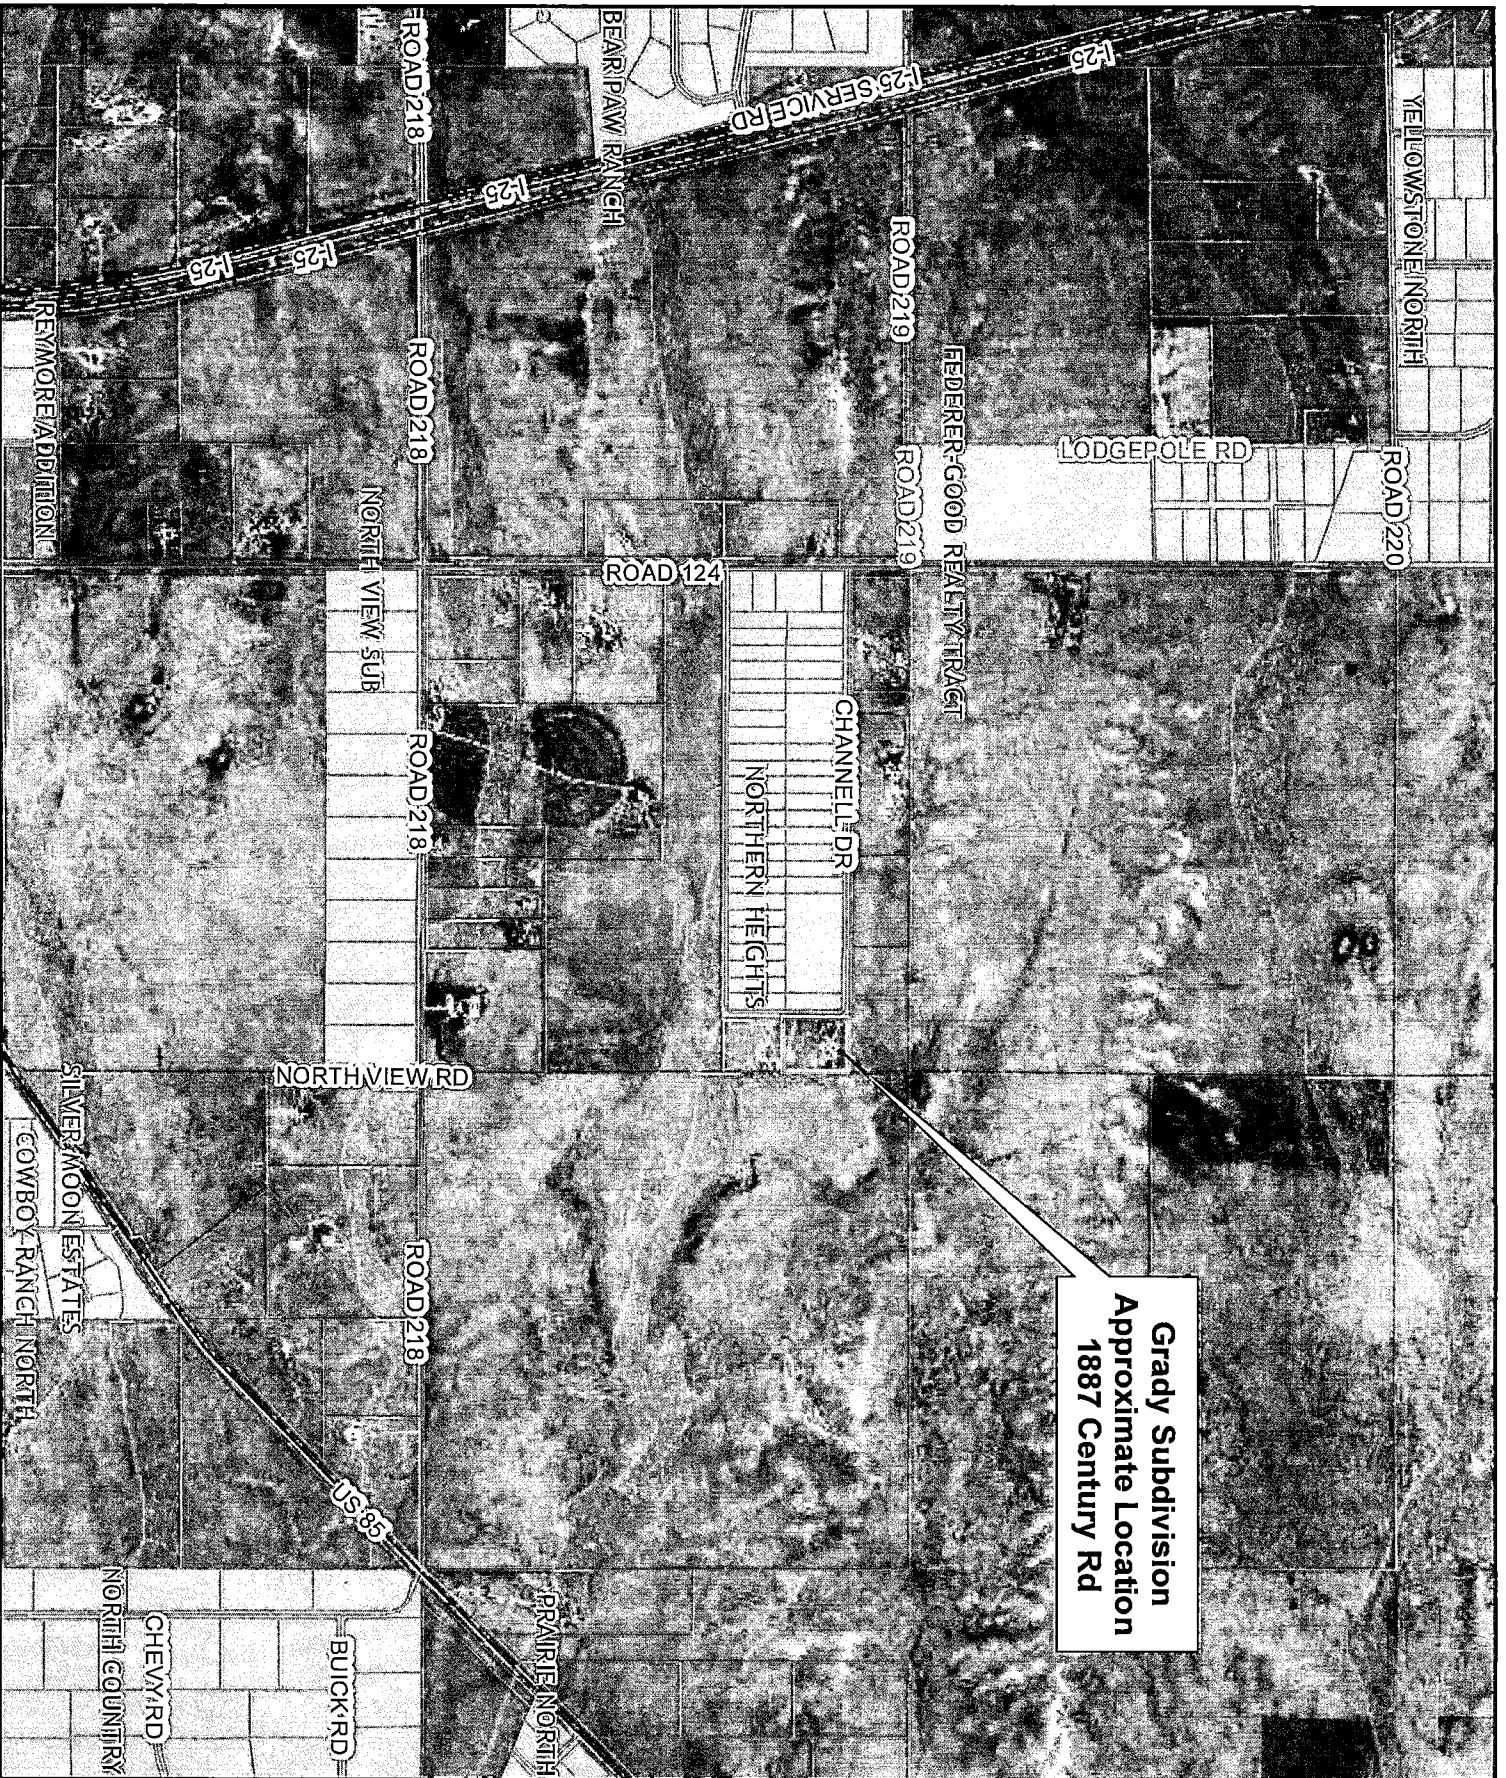 YELLOWSTONE NORTH
ROAD 220
LODGEPOLE RD
Grady Subdivision
Approximate Location
1887 Century Rd
I-25
FEDERER-GOOD REALTY TRACT
ROAD 219
ROAD 219
I-25 SERVICE RD
CHANNEL DR
NORTHERN HEIGHTS
ROAD 124
BEAR PAW RANCH
PRAIRIE NORTH
I-25
ROAD 218
ROAD 218
ROAD 218
ROAD 218
US 85
NORTH VIEW SUB
NORTHVIEW RD
BUICK RD
I-25
I-25
CHEVY RD
NORTH COUNTRY
SILVER MOON ESTATES
REYMORE ADDITION
COWBOY RANCH NORTH